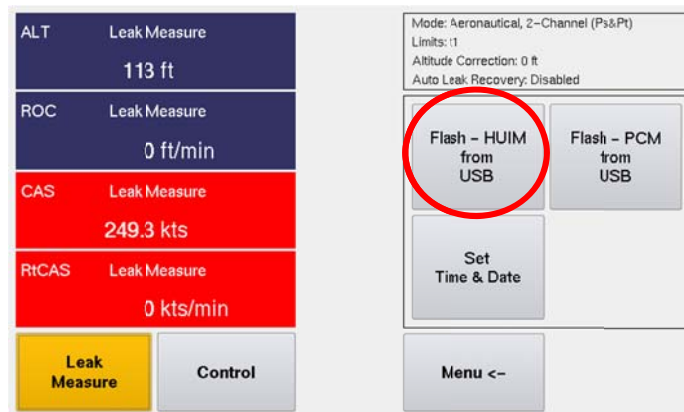 ALT Leak Measure
113 ft
ROC Leak Measure
0 ft/min
CAS Leak Measure
249.3 kts
RtCAS Leak Measure
0 kts/min
Leak
Measure
Control
Mode: Aeronautical, 2-Channel (Ps&Pt)
Limits: t1
Altitude Correction: 0 ft
Auto Leak Recovery: Disabled
Flash - HUIM
from
USB
Flash - PCM
from
USB
Set
Time & Date
Menu <-